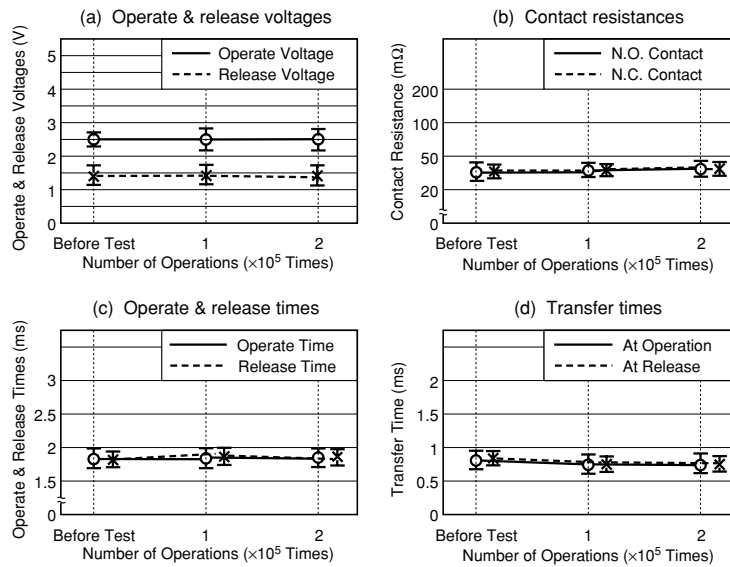 (a) Operate & release voltages
Operate & Release Voltages (V)
5
4
3
2
1
0
Operate Voltage
Release Voltage
Before Test
1
2
Number of Operations (×10⁵ Times)
(b) Contact resistances
Contact Resistance (mΩ)
200
100
50
20
0
N.O. Contact
N.C. Contact
Before Test
1
2
Number of Operations (×10⁵ Times)
(c) Operate & release times
Operate & Release Times (ms)
3
2.5
2
1.5
0
Operate Time
Release Time
Before Test
1
2
Number of Operations (×10⁵ Times)
(d) Transfer times
Transfer Time (ms)
2
1.5
1
0.5
0
At Operation
At Release
Before Test
1
2
Number of Operations (×10⁵ Times)